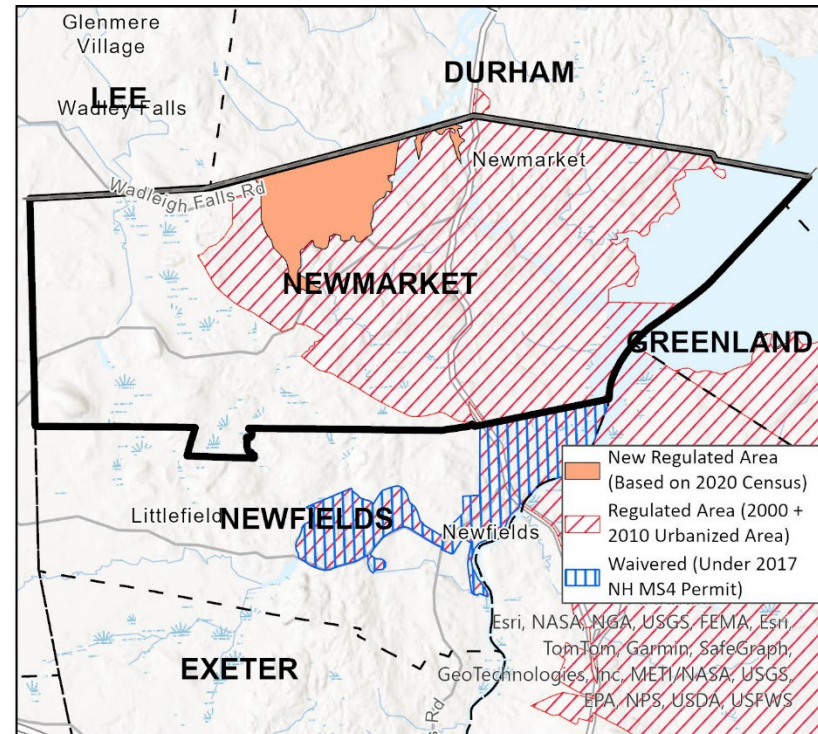 Glenmere
Village
DURHAM
LEE
Wadley Falls
Newmarket
Wadleigh Falls Rd
NEWMARKET
GREENLAND
New Regulated Area
(Based on 2020 Census)
Regulated Area (2000 +
2010 Urbanized Area)
Waivered (Under 2017
NH MS4 Permit)
Littlefield
NEWFIELDS
Newfields
Esri, NASA, NGA, USGS, FEMA, Esri,
TomTom, Garmin, SafeGraph,
GeoTechnologies, Inc, METI/NASA, USGS,
EPA, NPS, USDA, USFWS
EXETER
s Rd